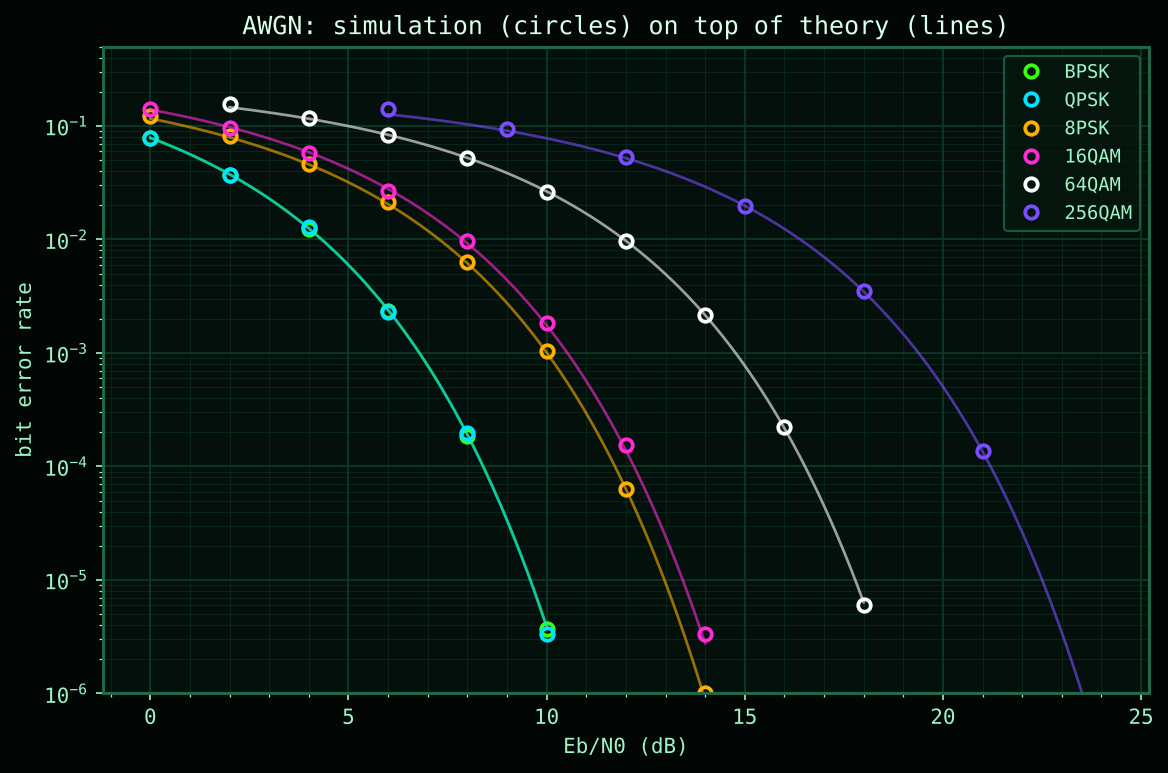 AWGN: simulation (circles) on top of theory (lines)
BPSK
QPSK
8PSK
16QAM
64QAM
256QAM
bit error rate
10⁻¹
10⁻²
10⁻³
10⁻⁴
10⁻⁵
10⁻⁶
0 5 10 15 20 25
Eb/N0 (dB)